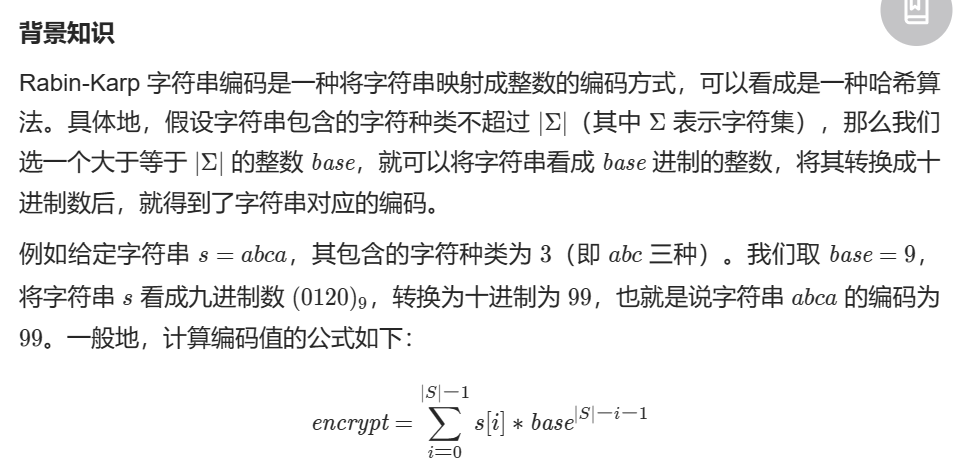 背景知识
Rabin-Karp 字符串编码是一种将字符串映射成整数的编码方式，可以看成是一种哈希算
法。具体地，假设字符串包含的字符种类不超过 |Σ|（其中 Σ 表示字符集），那么我们
选一个大于等于 |Σ| 的整数 base，就可以将字符串看成 base 进制的整数，将其转换成十
进制数后，就得到了字符串对应的编码。
例如给定字符串 s = abca，其包含的字符种类为 3（即 abc 三种）。我们取 base = 9，
将字符串 s 看成九进制数 (0120)₉，转换为十进制为 99，也就是说字符串 abca 的编码为
99。一般地，计算编码值的公式如下：
encrypt = \sum_{i=0}^{|S|-1} s[i] * base^{|S|-i-1}